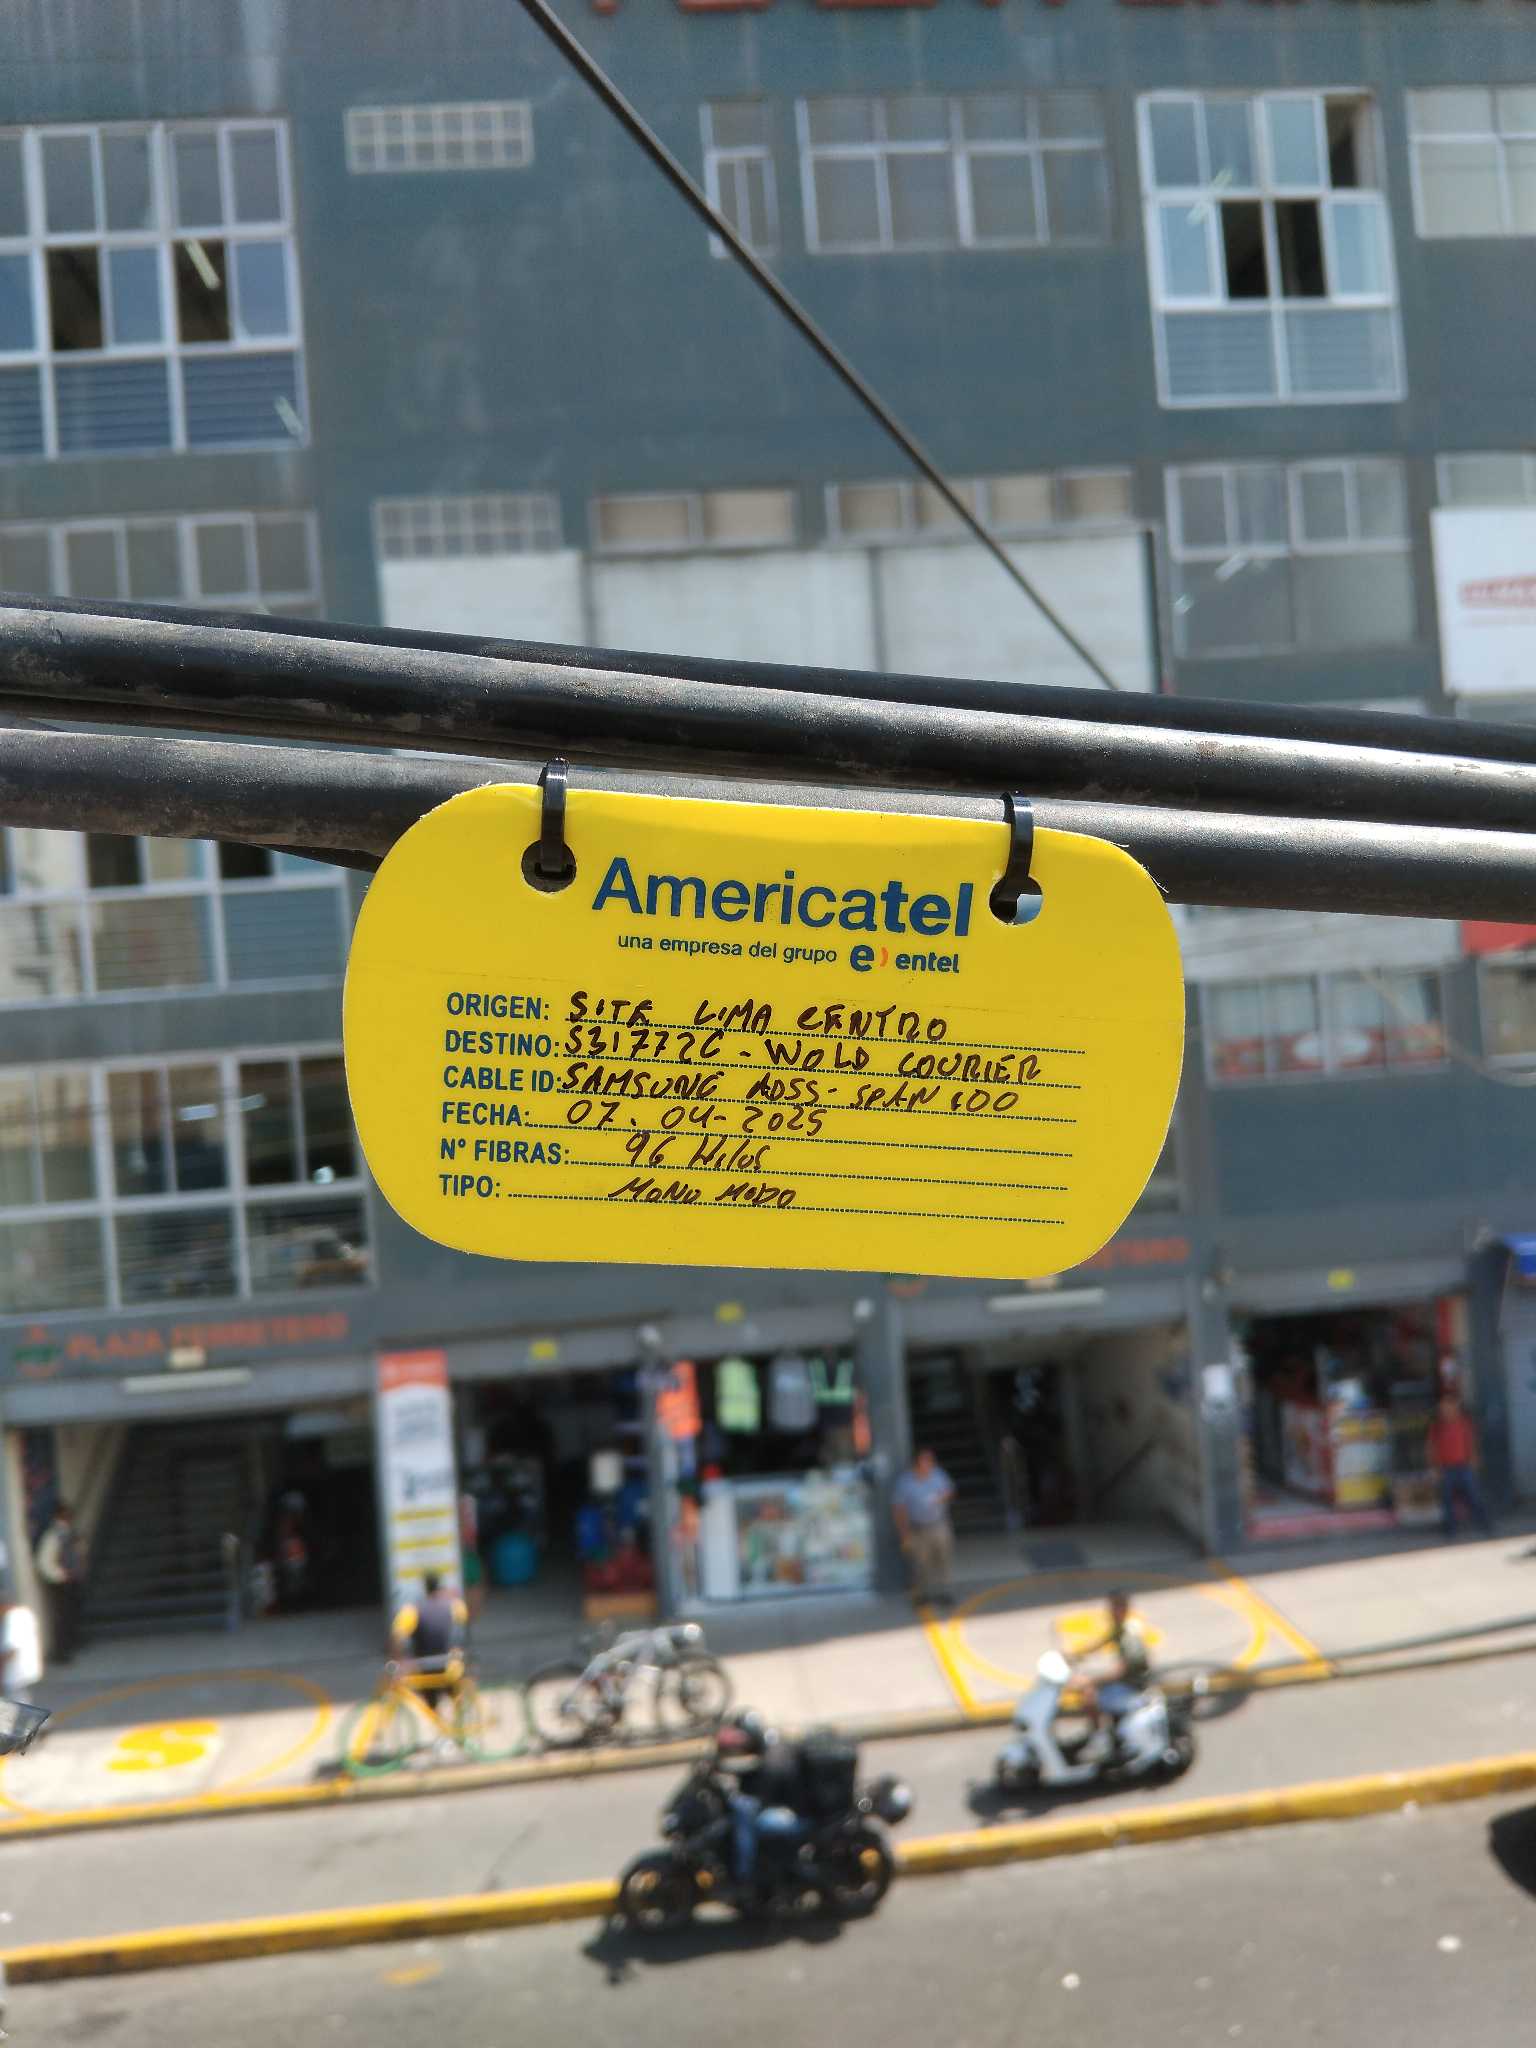 Americatel
una empresa del grupo e) entel
ORIGEN: SITE LIMA CENTRO
DESTINO: S31772C - WOLD COURIER
CABLE ID: SAMSUNG ADSS - SPAN 100
FECHA: 07. 04- 2025
N° FIBRAS: 96 Hilos
TIPO: MONO MODO
PLAZA FERRETERO